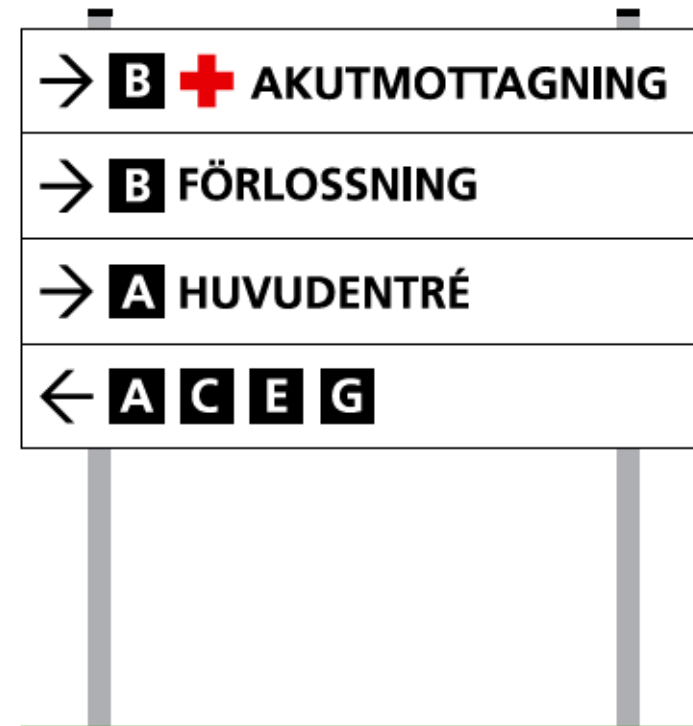 → B AKUTMOTTAGNING
→ B FÖRLOSSNING
→ A HUVUDENTRÉ
← A C E G